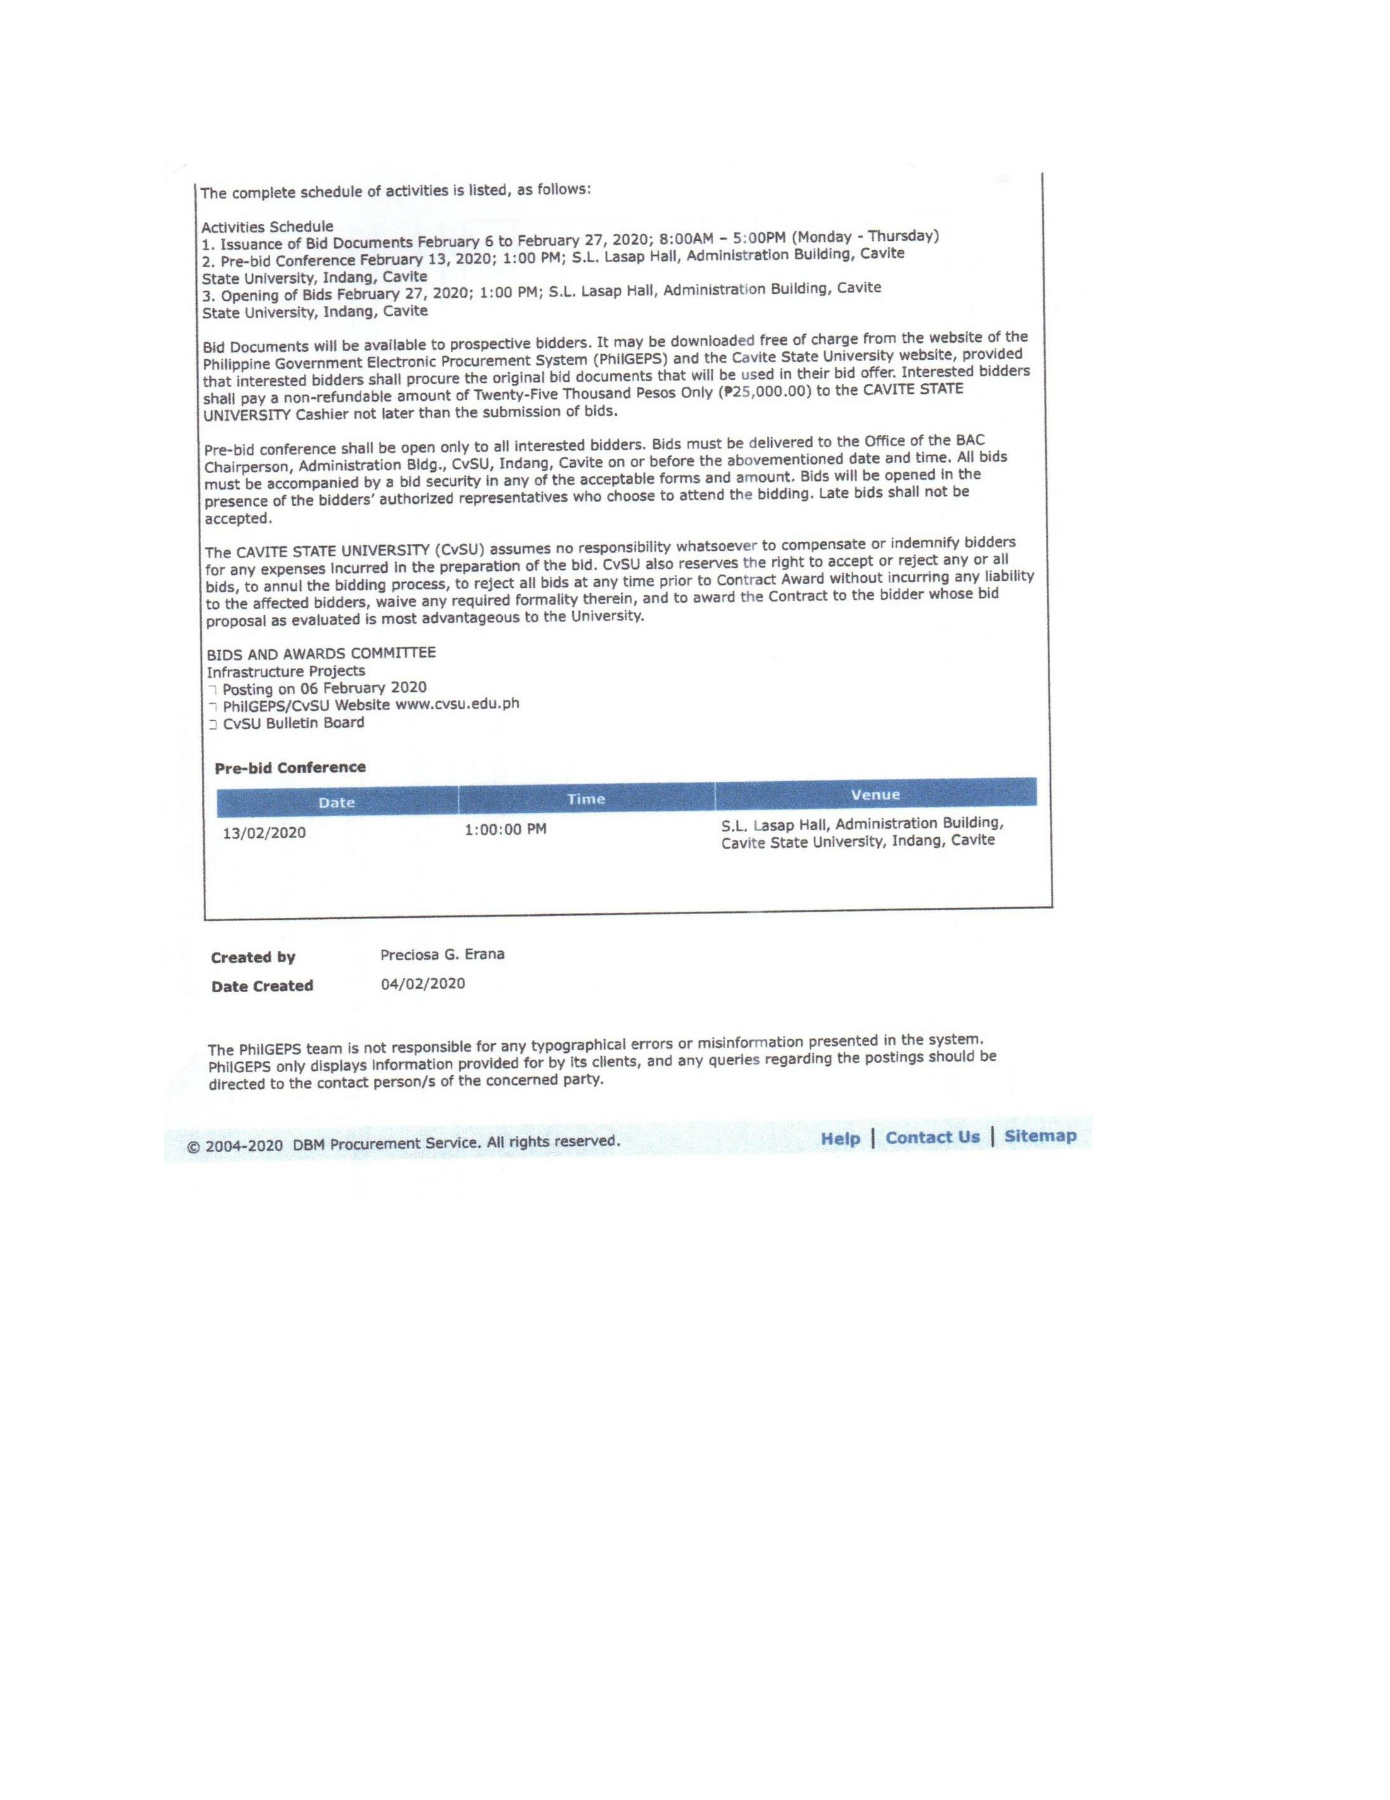 The complete schedule of activities is listed, as follows:
Activities Schedule
1. Issuance of Bid Documents February 6 to February 27, 2020; 8:00AM – 5:00PM (Monday - Thursday)
2. Pre-bid Conference February 13, 2020; 1:00 PM; S.L. Lasap Hall, Administration Building, Cavite
State University, Indang, Cavite
3. Opening of Bids February 27, 2020; 1:00 PM; S.L. Lasap Hall, Administration Building, Cavite
State University, Indang, Cavite
Bid Documents will be available to prospective bidders. It may be downloaded free of charge from the website of the
Philippine Government Electronic Procurement System (PhilGEPS) and the Cavite State University website, provided
that interested bidders shall procure the original bid documents that will be used in their bid offer. Interested bidders
shall pay a non-refundable amount of Twenty-Five Thousand Pesos Only (₱25,000.00) to the CAVITE STATE
UNIVERSITY Cashier not later than the submission of bids.
Pre-bid conference shall be open only to all interested bidders. Bids must be delivered to the Office of the BAC
Chairperson, Administration Bldg., CvSU, Indang, Cavite on or before the abovementioned date and time. All bids
must be accompanied by a bid security in any of the acceptable forms and amount. Bids will be opened in the
presence of the bidders' authorized representatives who choose to attend the bidding. Late bids shall not be
accepted.
The CAVITE STATE UNIVERSITY (CvSU) assumes no responsibility whatsoever to compensate or indemnify bidders
for any expenses incurred in the preparation of the bid. CvSU also reserves the right to accept or reject any or all
bids, to annul the bidding process, to reject all bids at any time prior to Contract Award without incurring any liability
to the affected bidders, waive any required formality therein, and to award the Contract to the bidder whose bid
proposal as evaluated is most advantageous to the University.
BIDS AND AWARDS COMMITTEE
Infrastructure Projects
Posting on 06 February 2020
PhilGEPS/CvSU Website www.cvsu.edu.ph
CvSU Bulletin Board
Pre-bid Conference
Date Time Venue
13/02/2020 1:00:00 PM S.L. Lasap Hall, Administration Building,
Cavite State University, Indang, Cavite
Created by Preciosa G. Erana
Date Created 04/02/2020
The PhilGEPS team is not responsible for any typographical errors or misinformation presented in the system.
PhilGEPS only displays information provided for by its clients, and any queries regarding the postings should be
directed to the contact person/s of the concerned party.
© 2004-2020 DBM Procurement Service. All rights reserved. Help | Contact Us | Sitemap